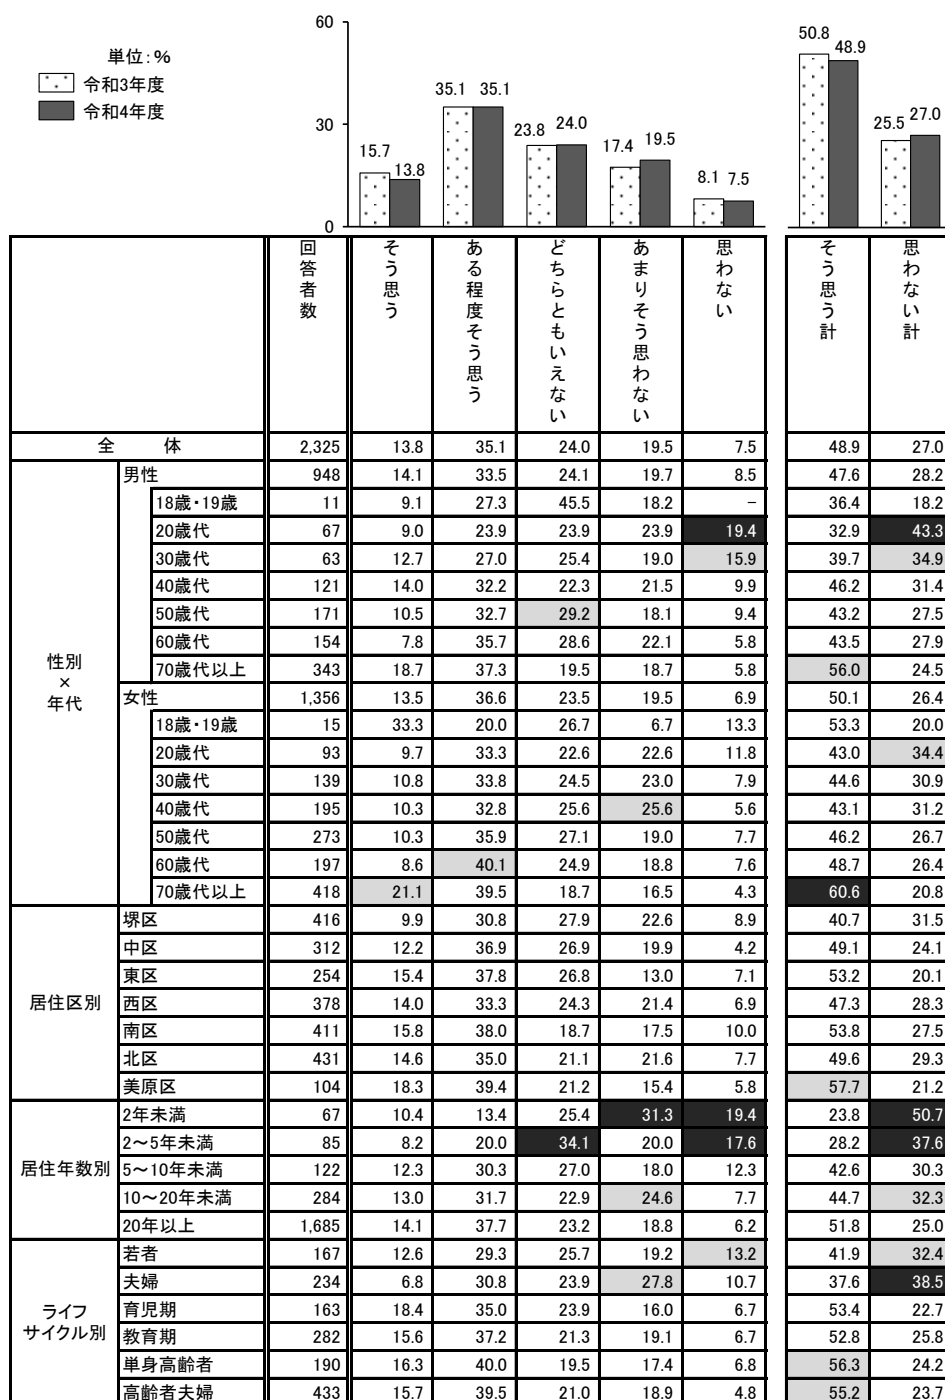 単位:%
令和3年度
令和4年度
60
30
0
15.7 13.8 35.1 35.1 23.8 24.0 17.4 19.5 8.1 7.5 50.8 48.9 25.5 27.0
回答者数 そう思う ある程度そう思う どちらともいえない あまりそう思わない 思わない そう思う計 思わない計
全体 2,325 13.8 35.1 24.0 19.5 7.5 48.9 27.0
性別×年代
男性 948 14.1 33.5 24.1 19.7 8.5 47.6 28.2
18歳・19歳 11 9.1 27.3 45.5 18.2 − 36.4 18.2
20歳代 67 9.0 23.9 23.9 23.9 19.4 32.9 43.3
30歳代 63 12.7 27.0 25.4 19.0 15.9 39.7 34.9
40歳代 121 14.0 32.2 22.3 21.5 9.9 46.2 31.4
50歳代 171 10.5 32.7 29.2 18.1 9.4 43.2 27.5
60歳代 154 7.8 35.7 28.6 22.1 5.8 43.5 27.9
70歳代以上 343 18.7 37.3 19.5 18.7 5.8 56.0 24.5
女性 1,356 13.5 36.6 23.5 19.5 6.9 50.1 26.4
18歳・19歳 15 33.3 20.0 26.7 6.7 13.3 53.3 20.0
20歳代 93 9.7 33.3 22.6 22.6 11.8 43.0 34.4
30歳代 139 10.8 33.8 24.5 23.0 7.9 44.6 30.9
40歳代 195 10.3 32.8 25.6 25.6 5.6 43.1 31.2
50歳代 273 10.3 35.9 27.1 19.0 7.7 46.2 26.7
60歳代 197 8.6 40.1 24.9 18.8 7.6 48.7 26.4
70歳代以上 418 21.1 39.5 18.7 16.5 4.3 60.6 20.8
居住区別
堺区 416 9.9 30.8 27.9 22.6 8.9 40.7 31.5
中区 312 12.2 36.9 26.9 19.9 4.2 49.1 24.1
東区 254 15.4 37.8 26.8 13.0 7.1 53.2 20.1
西区 378 14.0 33.3 24.3 21.4 6.9 47.3 28.3
南区 411 15.8 38.0 18.7 17.5 10.0 53.8 27.5
北区 431 14.6 35.0 21.1 21.6 7.7 49.6 29.3
美原区 104 18.3 39.4 21.2 15.4 5.8 57.7 21.2
居住年数別
2年未満 67 10.4 13.4 25.4 31.3 19.4 23.8 50.7
2～5年未満 85 8.2 20.0 34.1 20.0 17.6 28.2 37.6
5～10年未満 122 12.3 30.3 27.0 18.0 12.3 42.6 30.3
10～20年未満 284 13.0 31.7 22.9 24.6 7.7 44.7 32.3
20年以上 1,685 14.1 37.7 23.2 18.8 6.2 51.8 25.0
ライフサイクル別
若者 167 12.6 29.3 25.7 19.2 13.2 41.9 32.4
夫婦 234 6.8 30.8 23.9 27.8 10.7 37.6 38.5
育児期 163 18.4 35.0 23.9 16.0 6.7 53.4 22.7
教育期 282 15.6 37.2 21.3 19.1 6.7 52.8 25.8
単身高齢者 190 16.3 40.0 19.5 17.4 6.8 56.3 24.2
高齢者夫婦 433 15.7 39.5 21.0 18.9 4.8 55.2 23.7